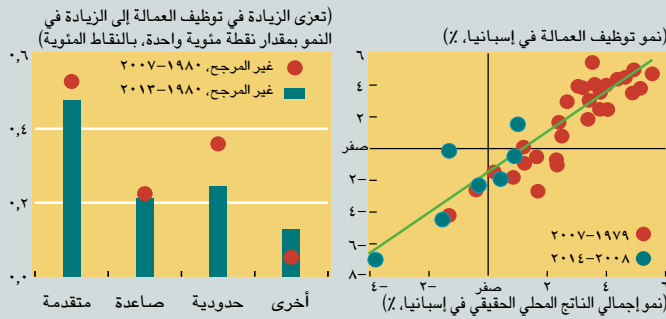 (نمو توظيف العمالة في إسبانيا، ٪)
٦
٤
٢
صفر
٢−
٤−
٦−
٨−
٤−
٢−
صفر
٢
٤
٦
١٩٧٩–٢٠٠٧
٢٠٠٨–٢٠١٤
(نمو إجمالي الناتج المحلي الحقيقي في إسبانيا، ٪)
(تعزى الزيادة في توظيف العمالة إلى الزيادة في
النمو بمقدار نقطة مئوية واحدة، بالنقاط المئوية)
٠,٦
٠,٤
٠,٢
٠,٠
غير المرجح، ١٩٨٠–٢٠٠٧
غير المرجح، ١٩٨٠–٢٠١٣
متقدمة
صاعدة
حدودية
أخرى